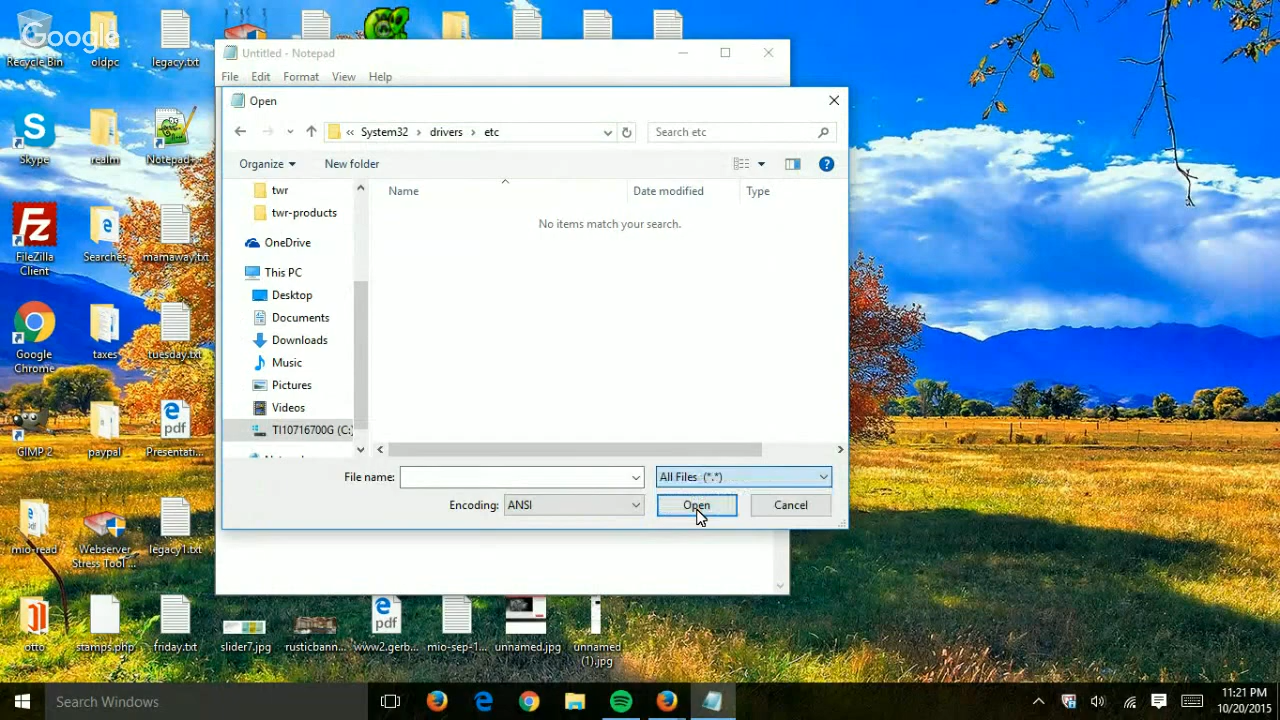 Google
Recycle Bin
oldpc
legacy.txt
Untitled - Notepad
File Edit Format View Help
Open
« System32 › drivers › etc
Search etc
Organize
New folder
Name
Date modified
Type
No items match your search.
twr
twr-products
OneDrive
This PC
Desktop
Documents
Downloads
Music
Pictures
Videos
TI10716700G (C:)
File name:
All Files (*.*)
Encoding:
ANSI
Open
Cancel
Skype
realm
Notepad++
FileZilla
Client
Searches
mamaway.txt
Google
Chrome
taxes
tuesday.txt
GIMP 2
paypal
pdf
Presentati...
mio-read
Webserver
Stress Tool ...
legacy1.txt
otto
stamps.php
friday.txt
slider7.jpg
rusticbann...
pdf
www2.gerb...
mio-sep-1...
unnamed.jpg
unnamed
(1).jpg
Search Windows
11:21 PM
10/20/2015